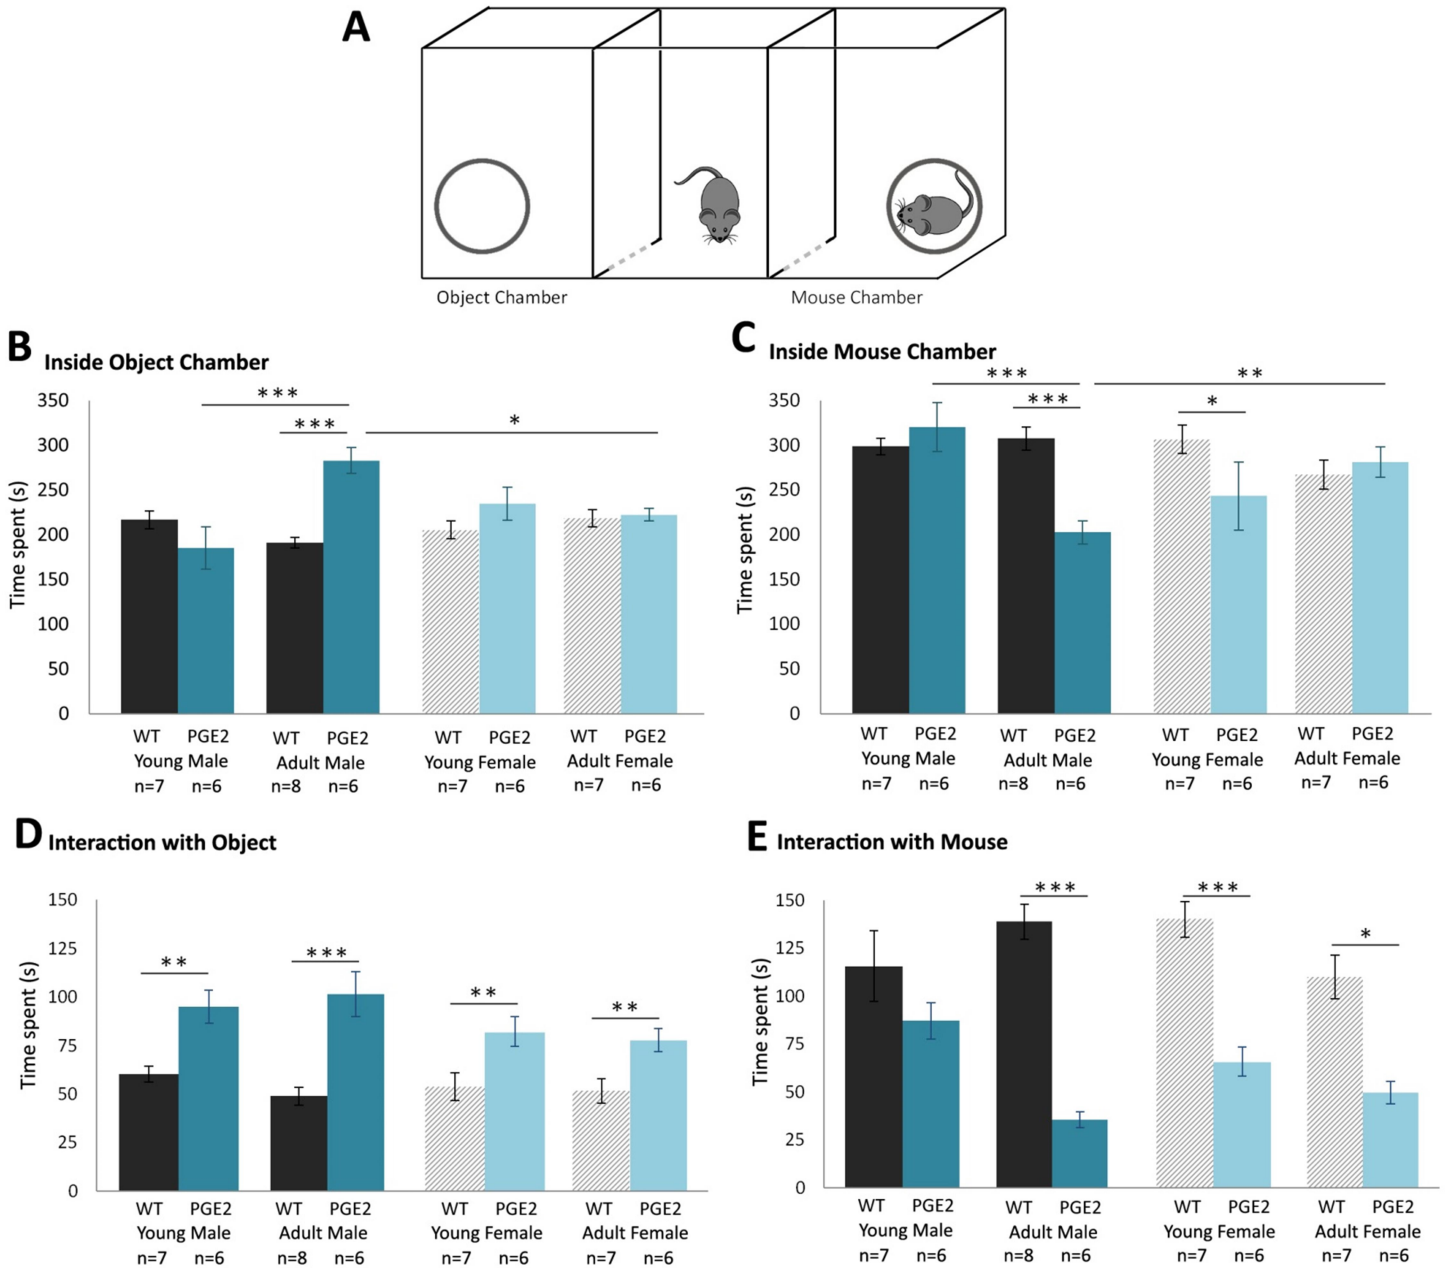 A
Object Chamber
Mouse Chamber
B
Inside Object Chamber
Time spent (s)
350
300
250
200
150
100
50
0
***
***
*
WT PGE2 WT PGE2 WT PGE2 WT PGE2
Young Male Adult Male Young Female Adult Female
n=7 n=6 n=8 n=6 n=7 n=6 n=7 n=6
C
Inside Mouse Chamber
Time spent (s)
350
300
250
200
150
100
50
0
*** **
*** *
WT PGE2 WT PGE2 WT PGE2 WT PGE2
Young Male Adult Male Young Female Adult Female
n=7 n=6 n=8 n=6 n=7 n=6 n=7 n=6
D
Interaction with Object
Time spent (s)
150
125
100
75
50
25
0
** *** ** **
WT PGE2 WT PGE2 WT PGE2 WT PGE2
Young Male Adult Male Young Female Adult Female
n=7 n=6 n=8 n=6 n=7 n=6 n=7 n=6
E
Interaction with Mouse
Time spent (s)
150
125
100
75
50
25
0
*** *** *
WT PGE2 WT PGE2 WT PGE2 WT PGE2
Young Male Adult Male Young Female Adult Female
n=7 n=6 n=8 n=6 n=7 n=6 n=7 n=6